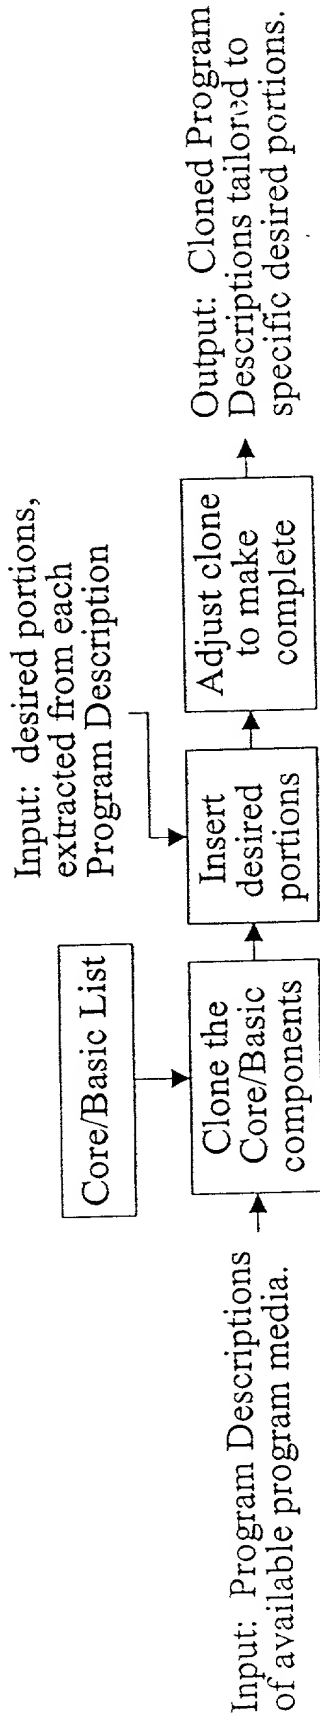 Input: Program Descriptions
of available program media.
Core/Basic List
Clone the
Core/Basic
components
Input: desired portions,
extracted from each
Program Description
Insert
desired
portions
Adjust clone
to make
complete
Output: Cloned Program
Descriptions tailored to
specific desired portions.